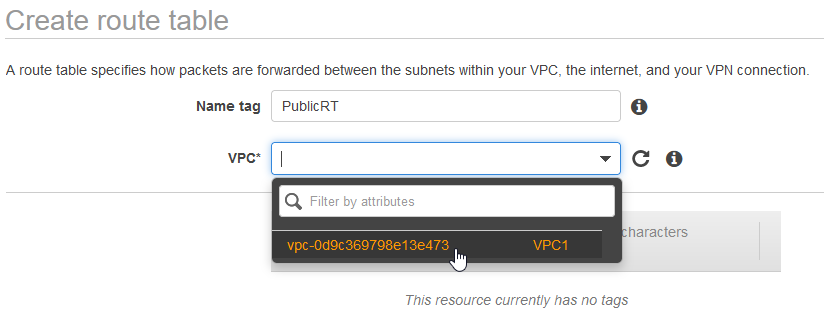 Create route table
A route table specifies how packets are forwarded between the subnets within your VPC, the internet, and your VPN connection.
Name tag PublicRT
VPC*
Filter by attributes
vpc-0d9c369798e13e473 VPC1
characters
This resource currently has no tags